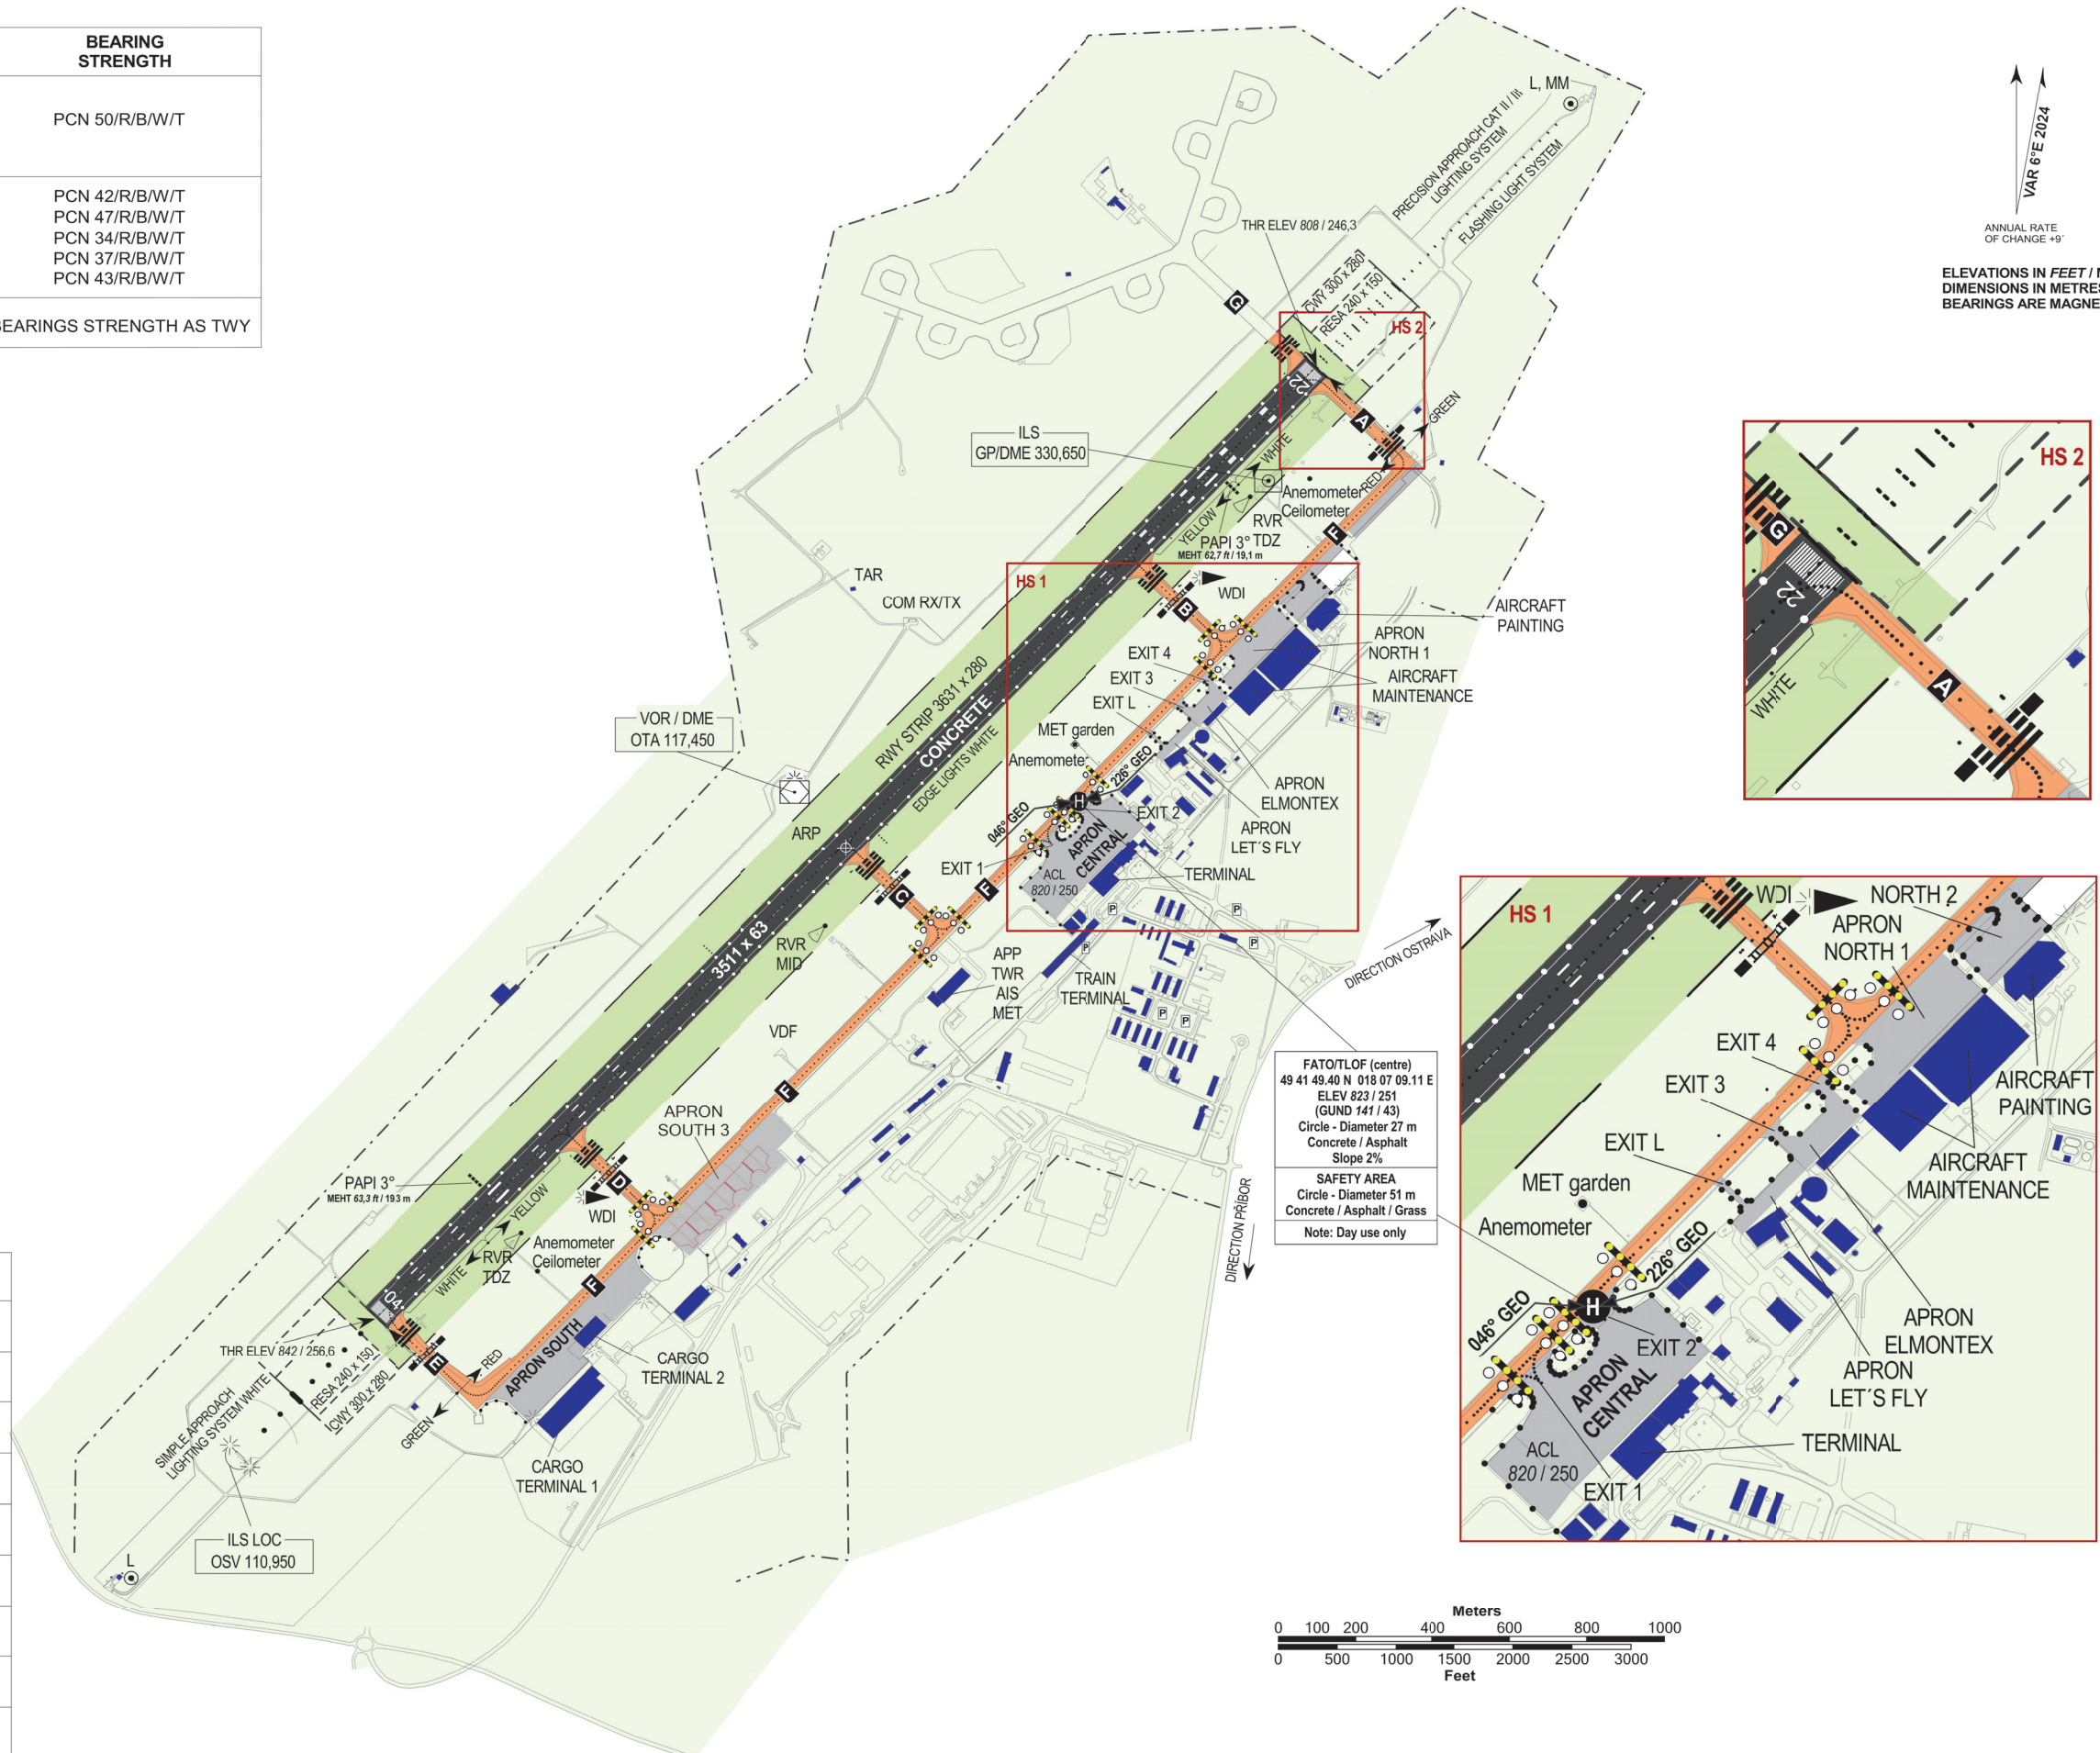 BEARING
STRENGTH
PCN 50/R/B/W/T
PCN 42/R/B/W/T
PCN 47/R/B/W/T
PCN 34/R/B/W/T
PCN 37/R/B/W/T
PCN 43/R/B/W/T
BEARINGS STRENGTH AS TWY
VAR 6°E 2024
ANNUAL RATE
OF CHANGE +9'
ELEVATIONS IN FEET /
DIMENSIONS IN METRES
BEARINGS ARE MAGNE
L, MM
PRECISION APPROACH CAT II / III
LIGHTING SYSTEM
FLASHING LIGHT SYSTEM
THR ELEV 808 / 246,3
CWY 300 x 280
RESA 240 x 150
HS 2
G
22
A
GREEN
ILS
GP/DME 330,650
WHITE
YELLOW
RED
Anemometer
Ceilometer
RVR
TDZ
PAPI 3°
MEHT 62,7 ft / 19,1 m
F
HS 1
TAR
COM RX/TX
B
WDI
AIRCRAFT
PAINTING
APRON
NORTH 1
EXIT 4
EXIT 3
EXIT L
AIRCRAFT
MAINTENANCE
MET garden
Anemometer
226° GEO
046° GEO
H
EXIT 2
APRON
ELMONTEX
APRON
LET´S FLY
APRON
CENTRAL
TERMINAL
EXIT 1
ACL
820 / 250
VOR / DME
OTA 117,450
RWY STRIP 3631 x 280
CONCRETE
EDGE LIGHTS WHITE
ARP
C
F
P
P
P
P
P
P
3511 x 63
RVR
MID
APP
TWR
AIS
MET
TRAIN
TERMINAL
DIRECTION OSTRAVA
VDF
F
APRON
SOUTH 3
FATO/TLOF (centre)
49 41 49.40 N 018 07 09.11 E
ELEV 823 / 251
(GUND 141 / 43)
Circle - Diameter 27 m
Concrete / Asphalt
Slope 2%
SAFETY AREA
Circle - Diameter 51 m
Concrete / Asphalt / Grass
Note: Day use only
DIRECTION PŘÍBOR
PAPI 3°
MEHT 63,3 ft / 193 m
D
WDI
YELLOW
WHITE
RVR
TDZ
Anemometer
Ceilometer
F
04
THR ELEV 842 / 256,6
E
RED
GREEN
RESA 240 x 150
CWY 300 x 280
SIMPLE APPROACH
LIGHTING SYSTEM WHITE
APRON SOUTH
CARGO
TERMINAL 2
CARGO
TERMINAL 1
ILS LOC
OSV 110,950
L
HS 2
G
22
WHITE
A
HS 1
WDI
NORTH 2
APRON
NORTH 1
EXIT 4
EXIT 3
EXIT L
AIRCRAFT
PAINTING
AIRCRAFT
MAINTENANCE
MET garden
Anemometer
226° GEO
046° GEO
H
EXIT 2
APRON
ELMONTEX
APRON
LET´S FLY
APRON
CENTRAL
TERMINAL
ACL
820 / 250
EXIT 1
Meters
0 100 200 400 600 800 1000
0 500 1000 1500 2000 2500 3000
Feet